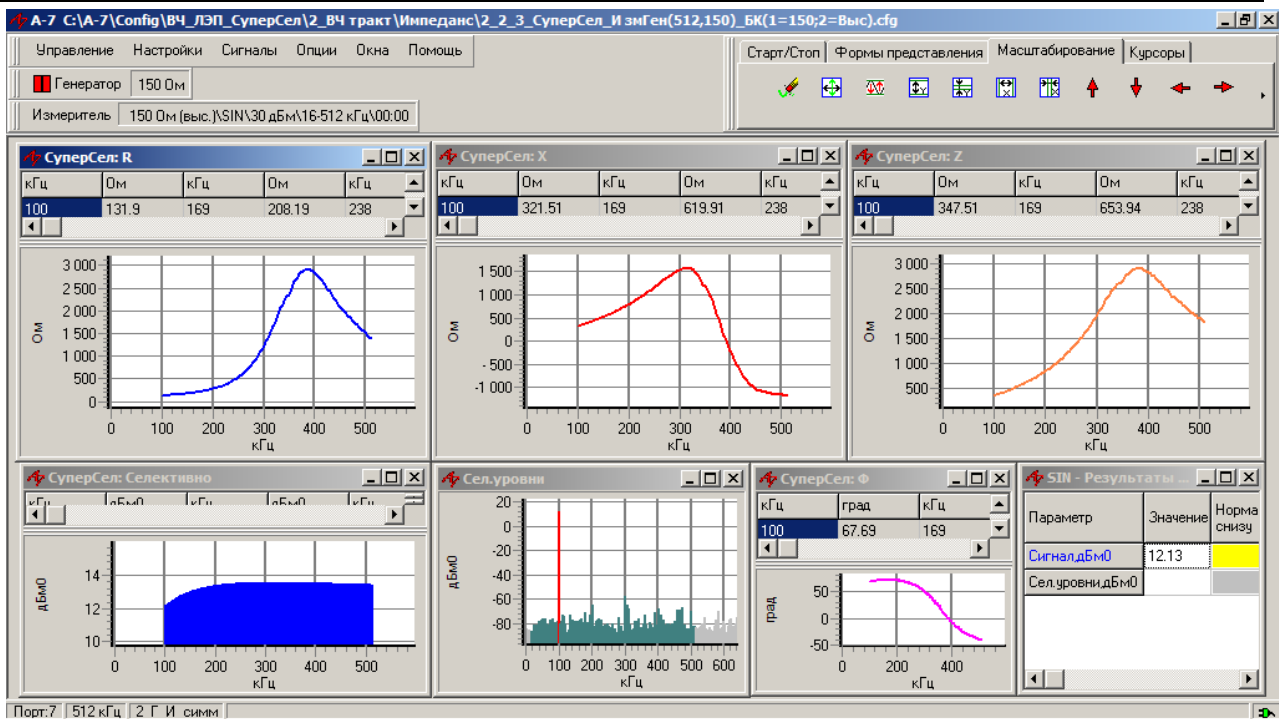 А-7 C:\А-7\Config\ВЧ_ЛЭП_СуперСел\2_ВЧ тракт\Импеданс\2_2_3_СуперСел_ИзмГен(512,150)_БК(1=150;2=Выс).cfg
Управление Настройки Сигналы Опции Окна Помощь
Старт/Стоп Формы представления Масштабирование Курсоры
Генератор 150 Ом
Измеритель 150 Ом (выс.)\SIN\30 дБм\16-512 кГц\00:00
СуперСел: R
кГц Ом кГц Ом кГц
100 131.9 169 208.19 238
3 000
2 500
2 000
1 500
1 000
500
0
Ом
0 100 200 300 400 500
кГц
СуперСел: X
кГц Ом кГц Ом кГц
100 321.51 169 619.91 238
1 500
1 000
500
0
- 500
-1 000
Ом
0 100 200 300 400 500
кГц
СуперСел: Z
кГц Ом кГц Ом кГц
100 347.51 169 653.94 238
3 000
2 500
2 000
1 500
1 000
500
Ом
0 100 200 300 400 500
кГц
СуперСел: Селективно
кГц дБм0 кГц дБм0 кГц
14
12
10
дБм0
0 100 200 300 400 500
кГц
Сел.уровни
20
0
-20
-40
-60
-80
дБм0
0 100 200 300 400 500 600
кГц
СуперСел: Ф
кГц град кГц
100 67.69 169
50
0
-50
град
0 200 400
кГц
SIN - Результаты ...
Параметр Значение Норма снизу
Сигнал,дБм0 12.13
Сел.уровни,дБм0
Порт:7 512 кГц 2 Г И симм